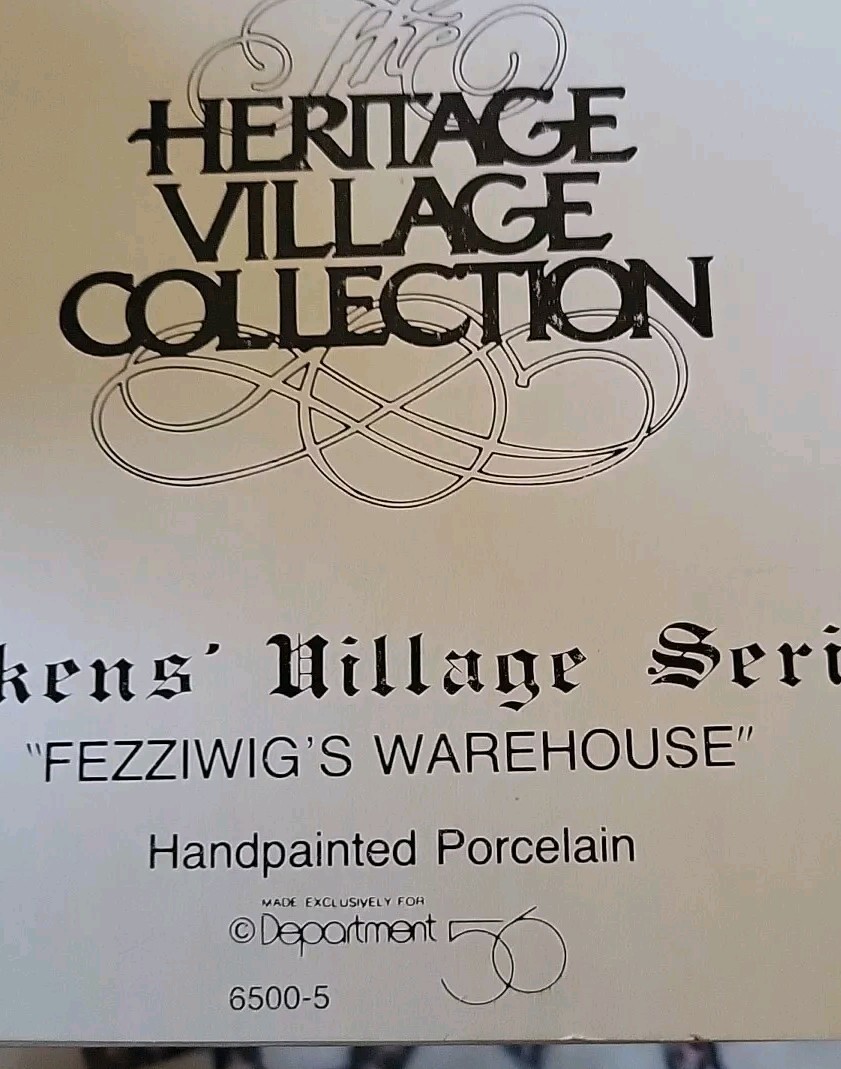 The
HERITAGE
VILLAGE
COLLECTION
kens' Village Seri
"FEZZIWIG'S WAREHOUSE"
Handpainted Porcelain
MADE EXCLUSIVELY FOR
©Department 56
6500-5